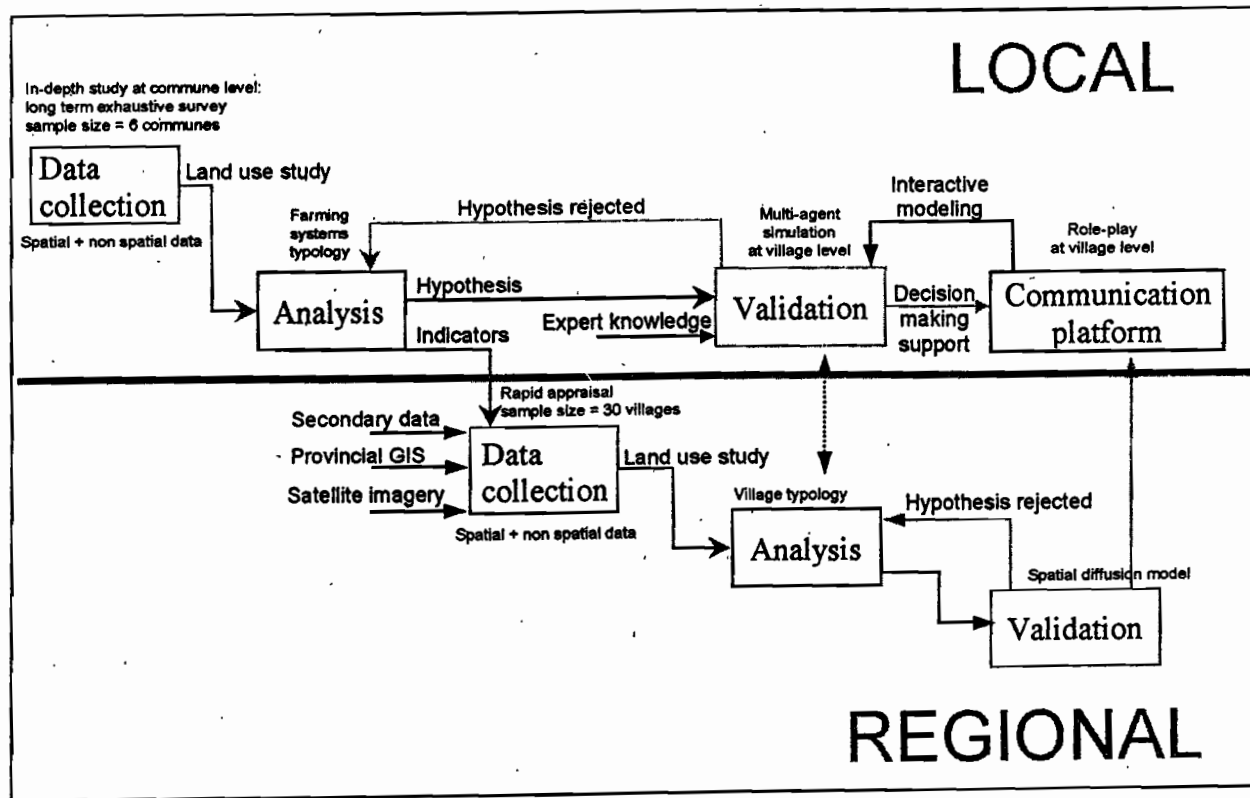 LOCAL
In-depth study at commune level:
long term exhaustive survey
sample size = 6 communes
Data
collection
Land use study
Spatial + non spatial data
Farming
systems
typology
Hypothesis rejected
Multi-agent
simulation
at village level
Interactive
modeling
Role-play
at village level
Analysis
Hypothesis
Indicators
Expert knowledge
Validation
Decision
making
support
Communication
platform
Rapid appraisal
sample size = 30 villages
Secondary data
Provincial GIS
Satellite imagery
Data
collection
Land use study
Spatial + non spatial data
Village typology
Analysis
Hypothesis rejected
Spatial diffusion model
Validation
REGIONAL